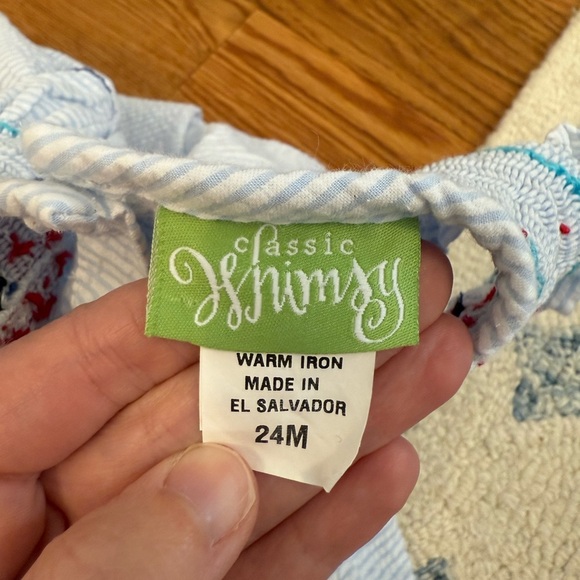 classic
Whimsy
WARM IRON
MADE IN
EL SALVADOR
24M